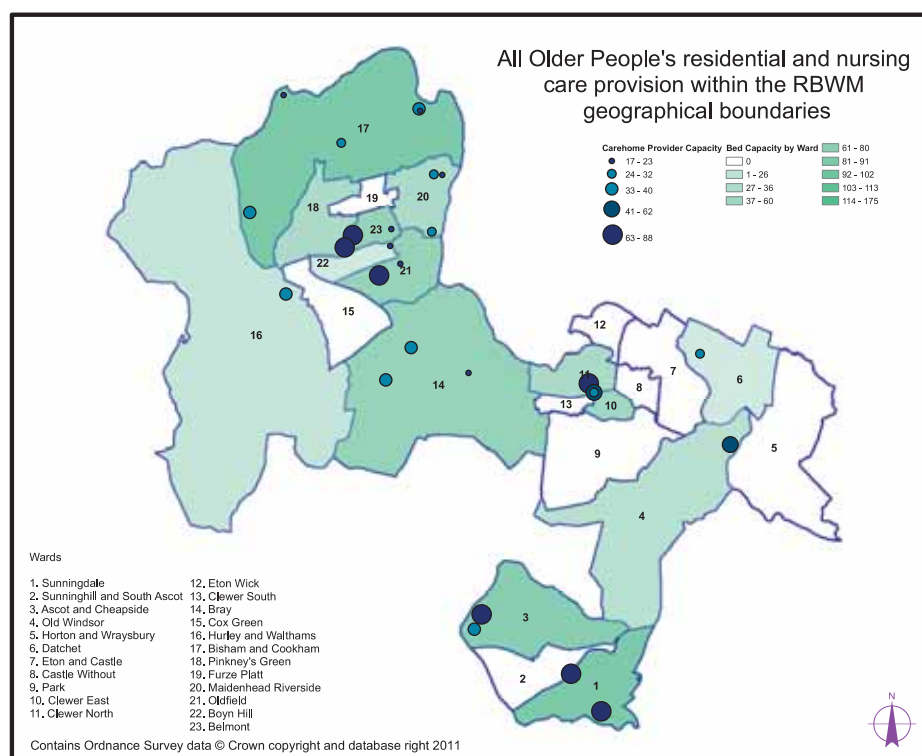 All Older People's residential and nursing
care provision within the RBWM
geographical boundaries
Carehome Provider Capacity
17 - 23
24 - 32
33 - 40
41 - 62
63 - 88
Bed Capacity by Ward
0
1 - 26
27 - 36
37 - 60
61 - 80
81 - 91
92 - 102
103 - 113
114 - 175
17
19
20
18
23
22
21
15
16
14
12
11
13
10
8
7
6
5
9
4
3
2
1
Wards
1. Sunningdale
2. Sunninghill and South Ascot
3. Ascot and Cheapside
4. Old Windsor
5. Horton and Wraysbury
6. Datchet
7. Eton and Castle
8. Castle Without
9. Park
10. Clewer East
11. Clewer North
12. Eton Wick
13. Clewer South
14. Bray
15. Cox Green
16. Hurley and Walthams
17. Bisham and Cookham
18. Pinkney's Green
19. Furze Platt
20. Maidenhead Riverside
21. Oldfield
22. Boyn Hill
23. Belmont
N
Contains Ordnance Survey data © Crown copyright and database right 2011